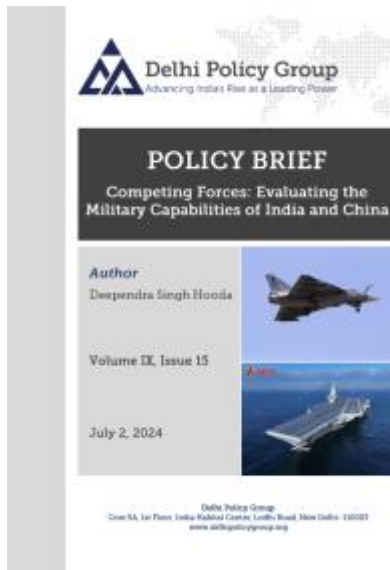 Delhi Policy Group
Advancing India's Rise as a Leading Power
POLICY BRIEF
Competing Forces: Evaluating the
Military Capabilities of India and China
Author
Deependra Singh Hooda
Volume IX, Issue 15
July 2, 2024
Delhi Policy Group
Core 5A, 1st Floor, India Habitat Centre, Lodhi Road, New Delhi- 110003
www.delhipolicygroup.org